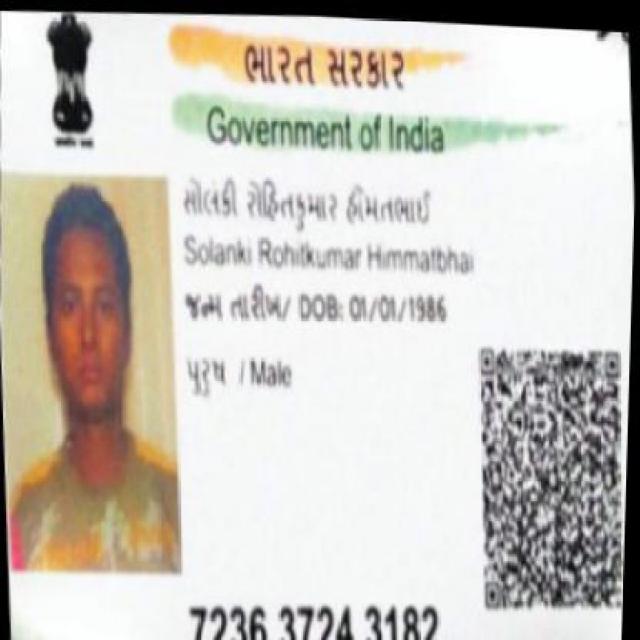 ભારત સરકાર
Government of India
સોલંકી રોહિતકુમાર હીંમતભાઈ
Solanki Rohitkumar Himmatbhai
જન્મ તારીખ/ DOB: 01/01/1986
પુરુષ / Male
7236 3724 3182